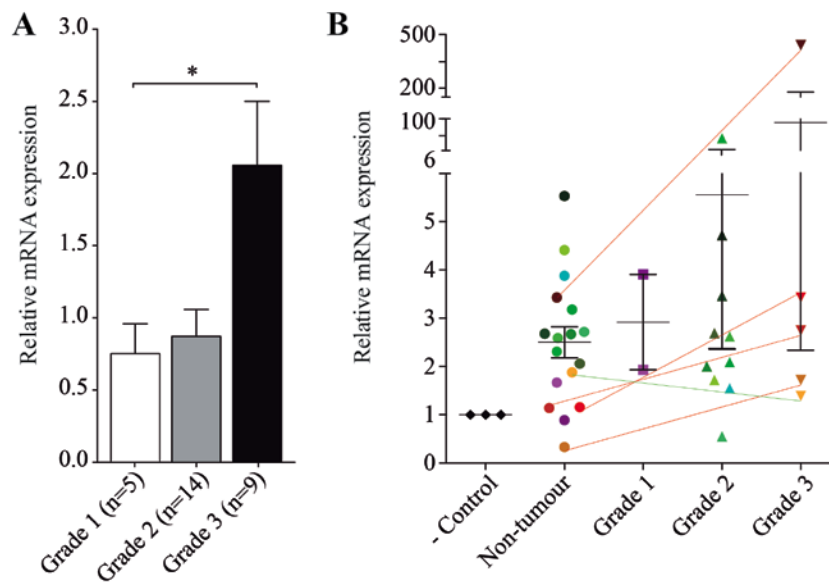 A
Relative mRNA expression
3.0
2.5
2.0
1.5
1.0
0.5
0.0
*
Grade 1 (n=5)
Grade 2 (n=14)
Grade 3 (n=9)
B
Relative mRNA expression
500
200
100
6
5
4
3
2
1
0
- Control
Non-tumour
Grade 1
Grade 2
Grade 3